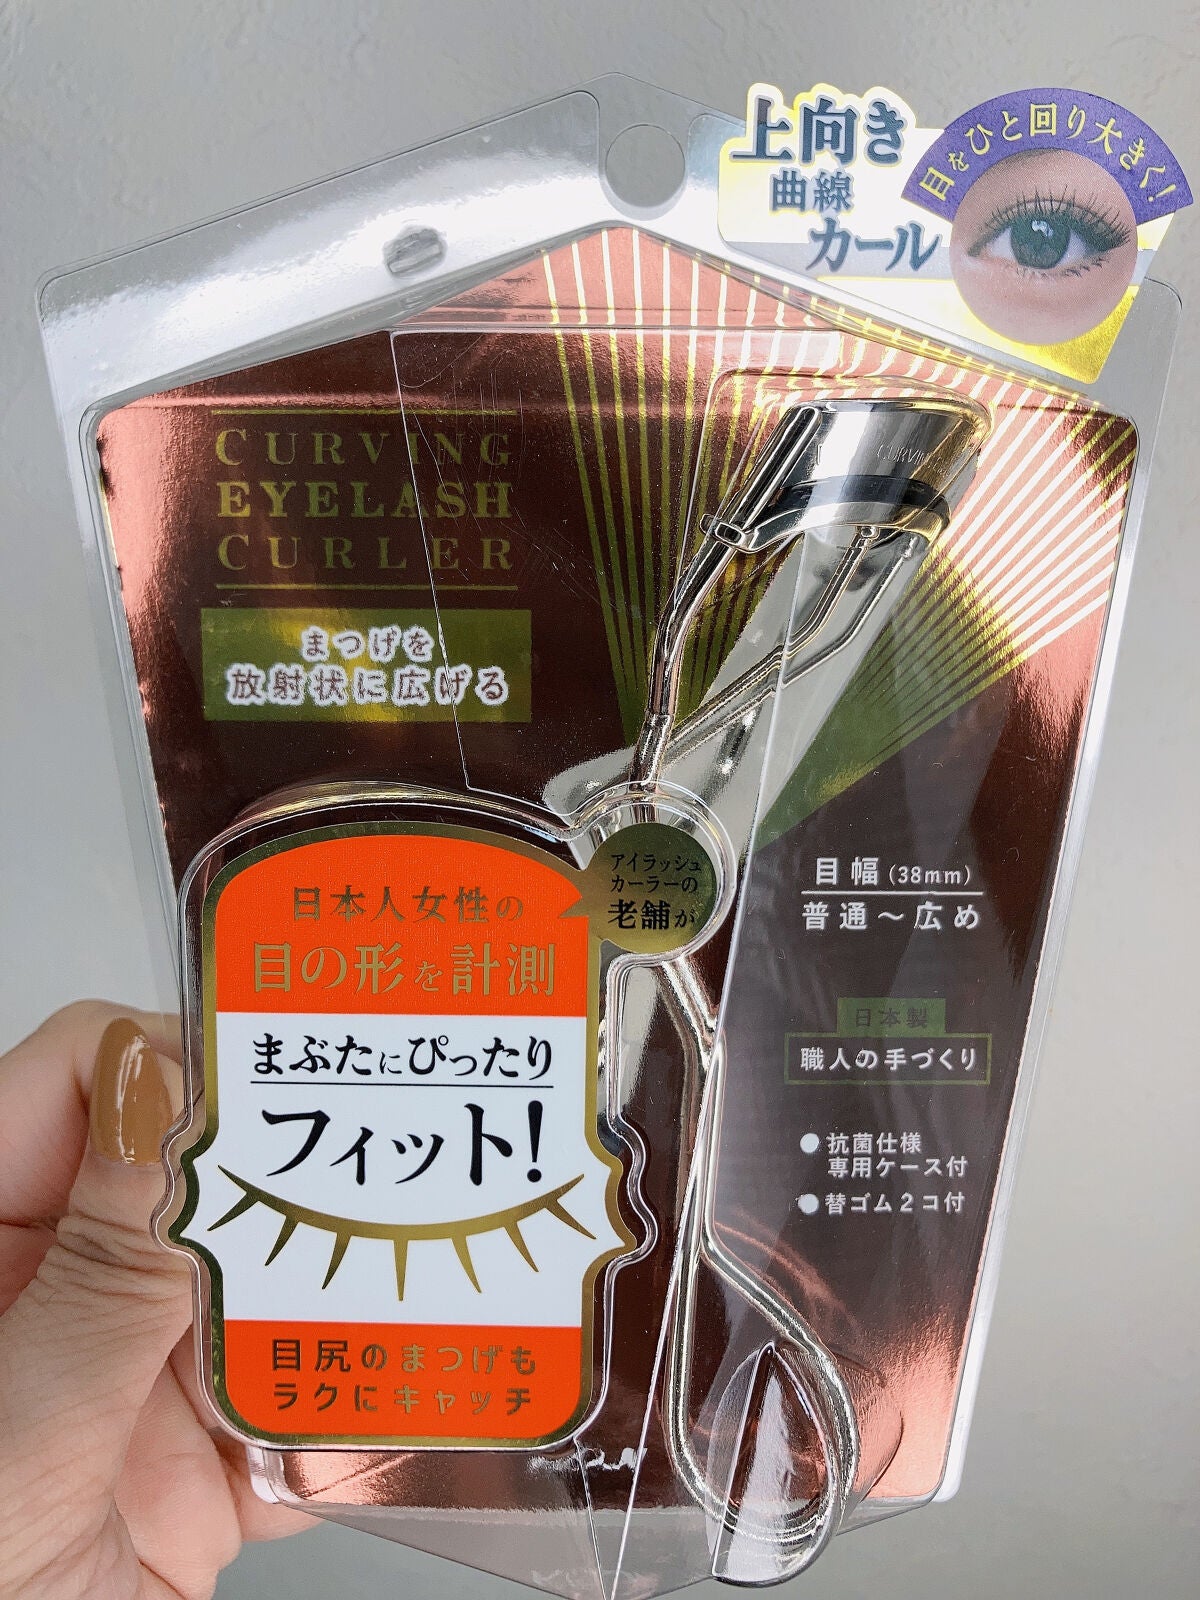 上向き
曲線
カール
目をひと回り大きく!
CURVING
EYELASH
CURLER
まつげを
放射状に広げる
アイラッシュ
カーラーの
老舗が
日本人女性の
目の形を計測
まぶたにぴったり
フィット!
目尻のまつげも
ラクにキャッチ
目幅(38mm)
普通〜広め
日本製
職人の手づくり
●抗菌仕様
専用ケース付
●替ゴム2コ付